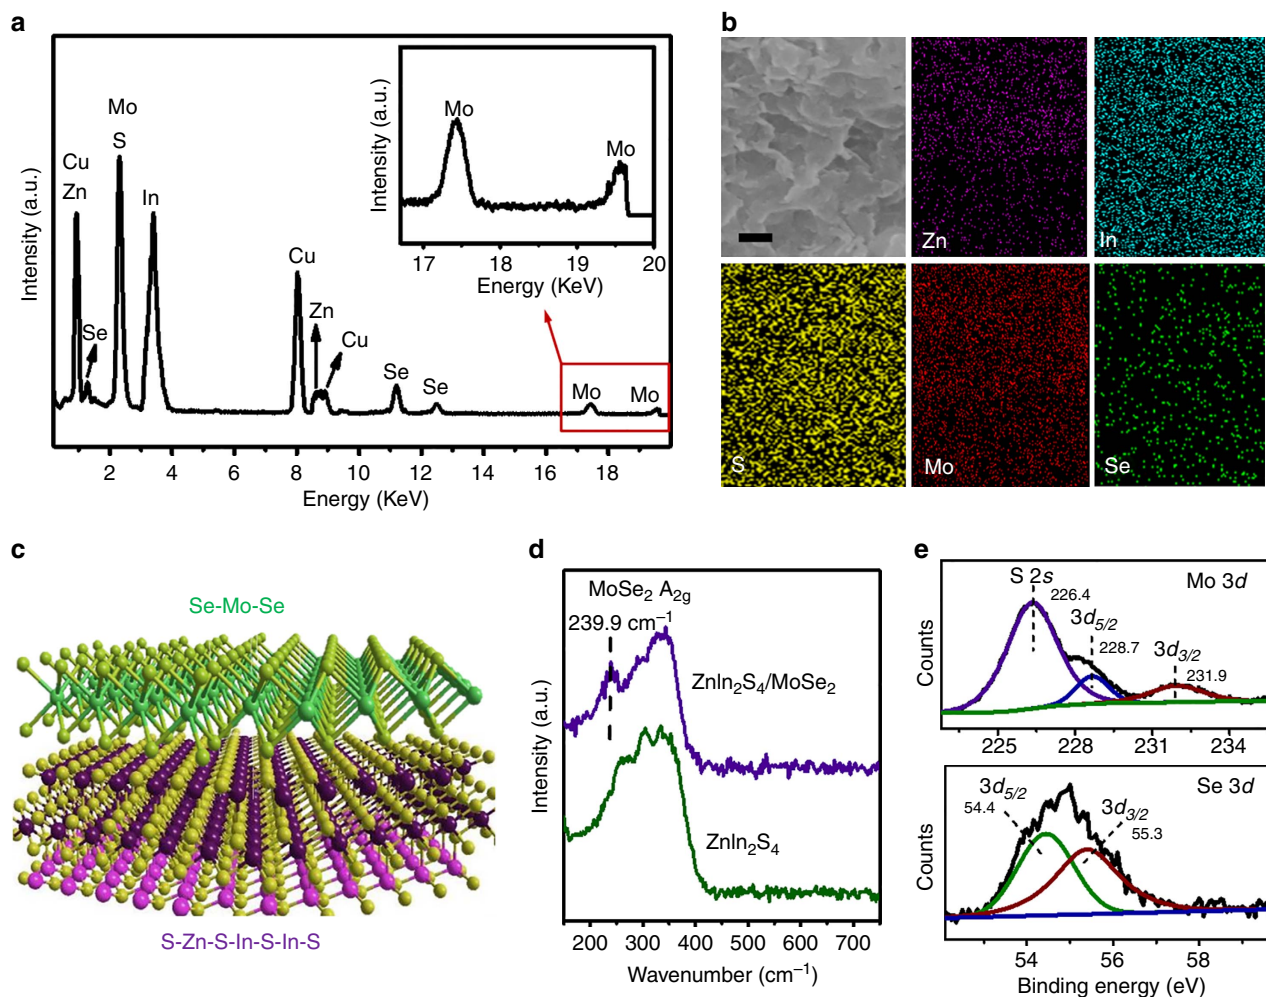 a
Intensity (a.u.)
Cu
Zn
Se
Mo
S
In
Cu
Zn
Cu
Se
Se
Mo
Mo
2 4 6 8 10 12 14 16 18
Energy (KeV)
Intensity (a.u.)
Mo
Mo
17 18 19 20
Energy (KeV)
b
Zn
In
S
Mo
Se
c
Se-Mo-Se
S-Zn-S-In-S-In-S
d
Intensity (a.u.)
MoSe₂ A₂g
239.9 cm⁻¹
ZnIn₂S₄/MoSe₂
ZnIn₂S₄
200 300 400 500 600 700
Wavenumber (cm⁻¹)
e
Counts
S 2s
226.4
3d5/2
228.7
3d3/2
231.9
Mo 3d
225 228 231 234
Counts
3d5/2
54.4
3d3/2
55.3
Se 3d
54 56 58
Binding energy (eV)